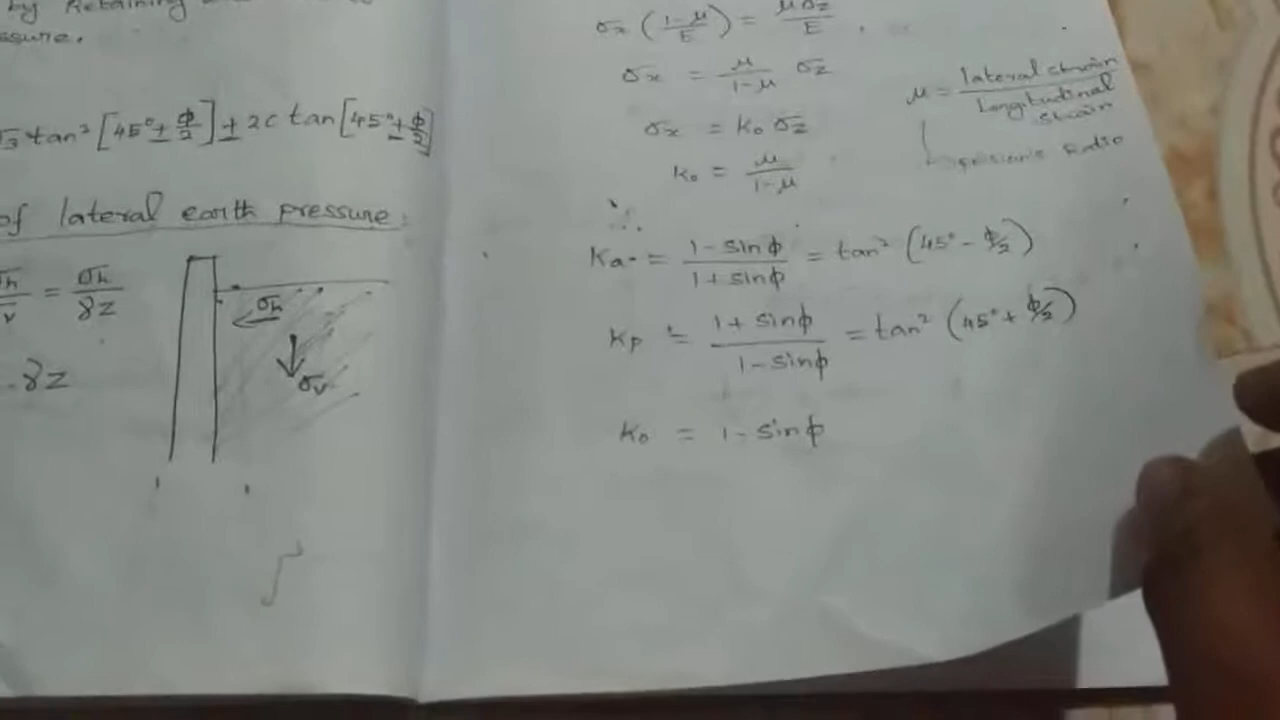 by Retaining
ssure.
σ₃ tan² [45° ± φ/2] ± 2c tan [45° ± φ/2]
of lateral earth pressure.
σh/σv = σh/γz
.γz
σh
σv
σx ((1-μ)/E) = μσz/E
σx = μ/(1-μ) σz
σx = k₀ σz
k₀ = μ/(1-μ)
μ = lateral strain/Longitudinal strain
Ratio
∴
Ka = (1 - sinφ)/(1 + sinφ) = tan² (45° - φ/2)
Kp = (1 + sinφ)/(1 - sinφ) = tan² (45° + φ/2)
K₀ = 1 - sinφ